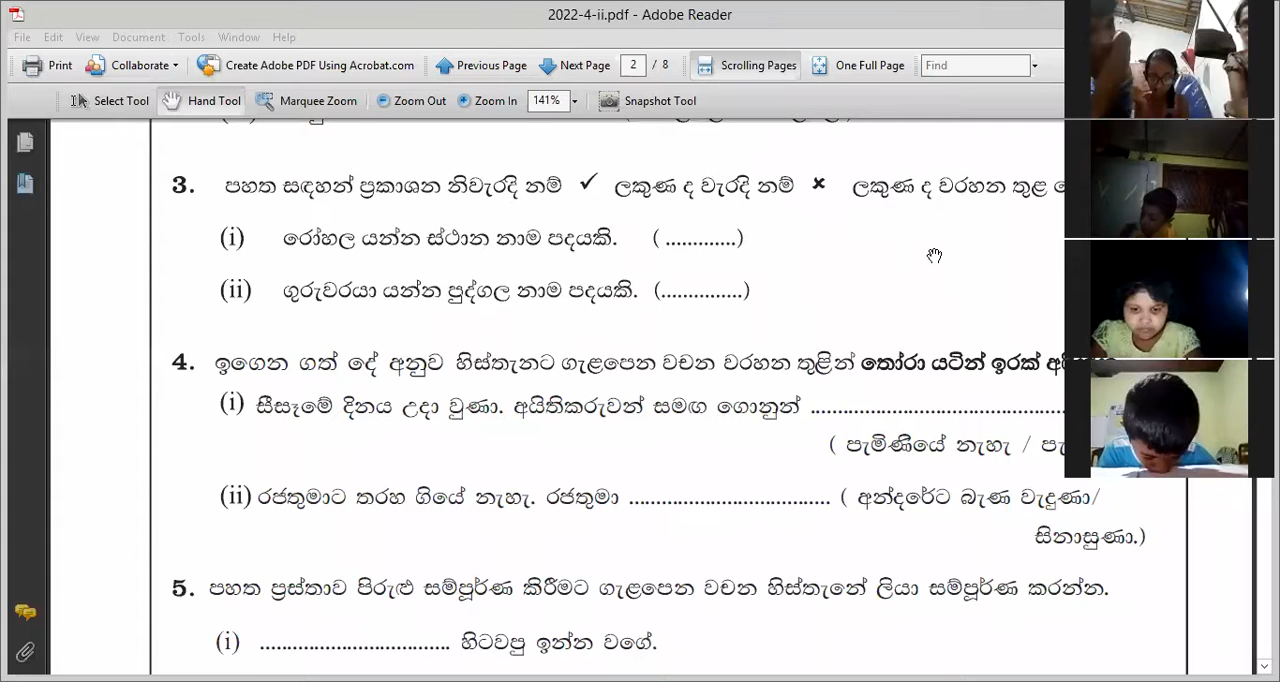 2022-4-ii.pdf - Adobe Reader
File Edit View Document Tools Window Help
Print Collaborate Create Adobe PDF Using Acrobat.com Previous Page Next Page 2 / 8 Scrolling Pages One Full Page Find
Select Tool Hand Tool Marquee Zoom Zoom Out Zoom In 141% Snapshot Tool
3. පහත සඳහන් ප්‍රකාශන නිවැරදි නම් ✓ ලකුණ ද වැරදි නම් ✗ ලකුණ ද වරහන තුළ
(i) රෝහල යන්න ස්ථාන නාම පදයකි. ( .............)
(ii) ගුරුවරයා යන්න පුද්ගල නාම පදයකි. (...............)
4. ඉගෙන ගත් දේ අනුව හිස්තැනට ගැළපෙන වචන වරහන තුළින් තෝරා යටින් ඉරක්
(i) සීසෑමේ දිනය උදා වුණා. අයිතිකරුවන් සමඟ ගොනුන් ................................................
( පැමිණියේ නැහැ /
(ii) රජතුමාට තරහ ගියේ නැහැ. රජතුමා .................................... ( අන්දරේට බැණ වැදුණා/
සිනාසුණා.)
5. පහත ප්‍රස්තාව පිරුළු සම්පූර්ණ කිරීමට ගැළපෙන වචන හිස්තැනේ ලියා සම්පූර්ණ කරන්න.
(i) .................................. හිටවපු ඉන්න වගේ.